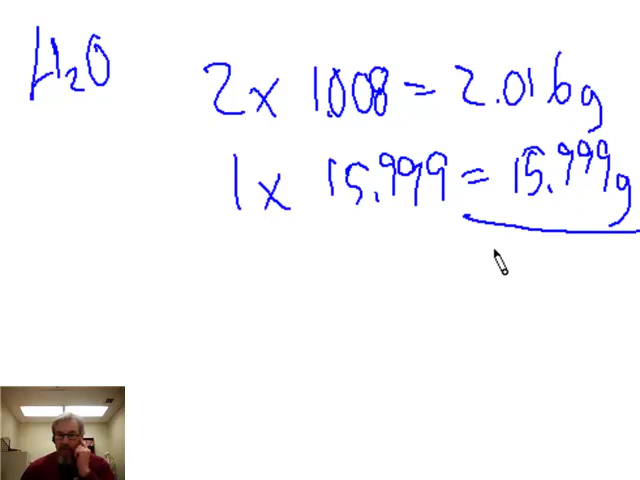 H₂O
2 x 1.008 = 2.016g
1 x 15.999 = 15.999g